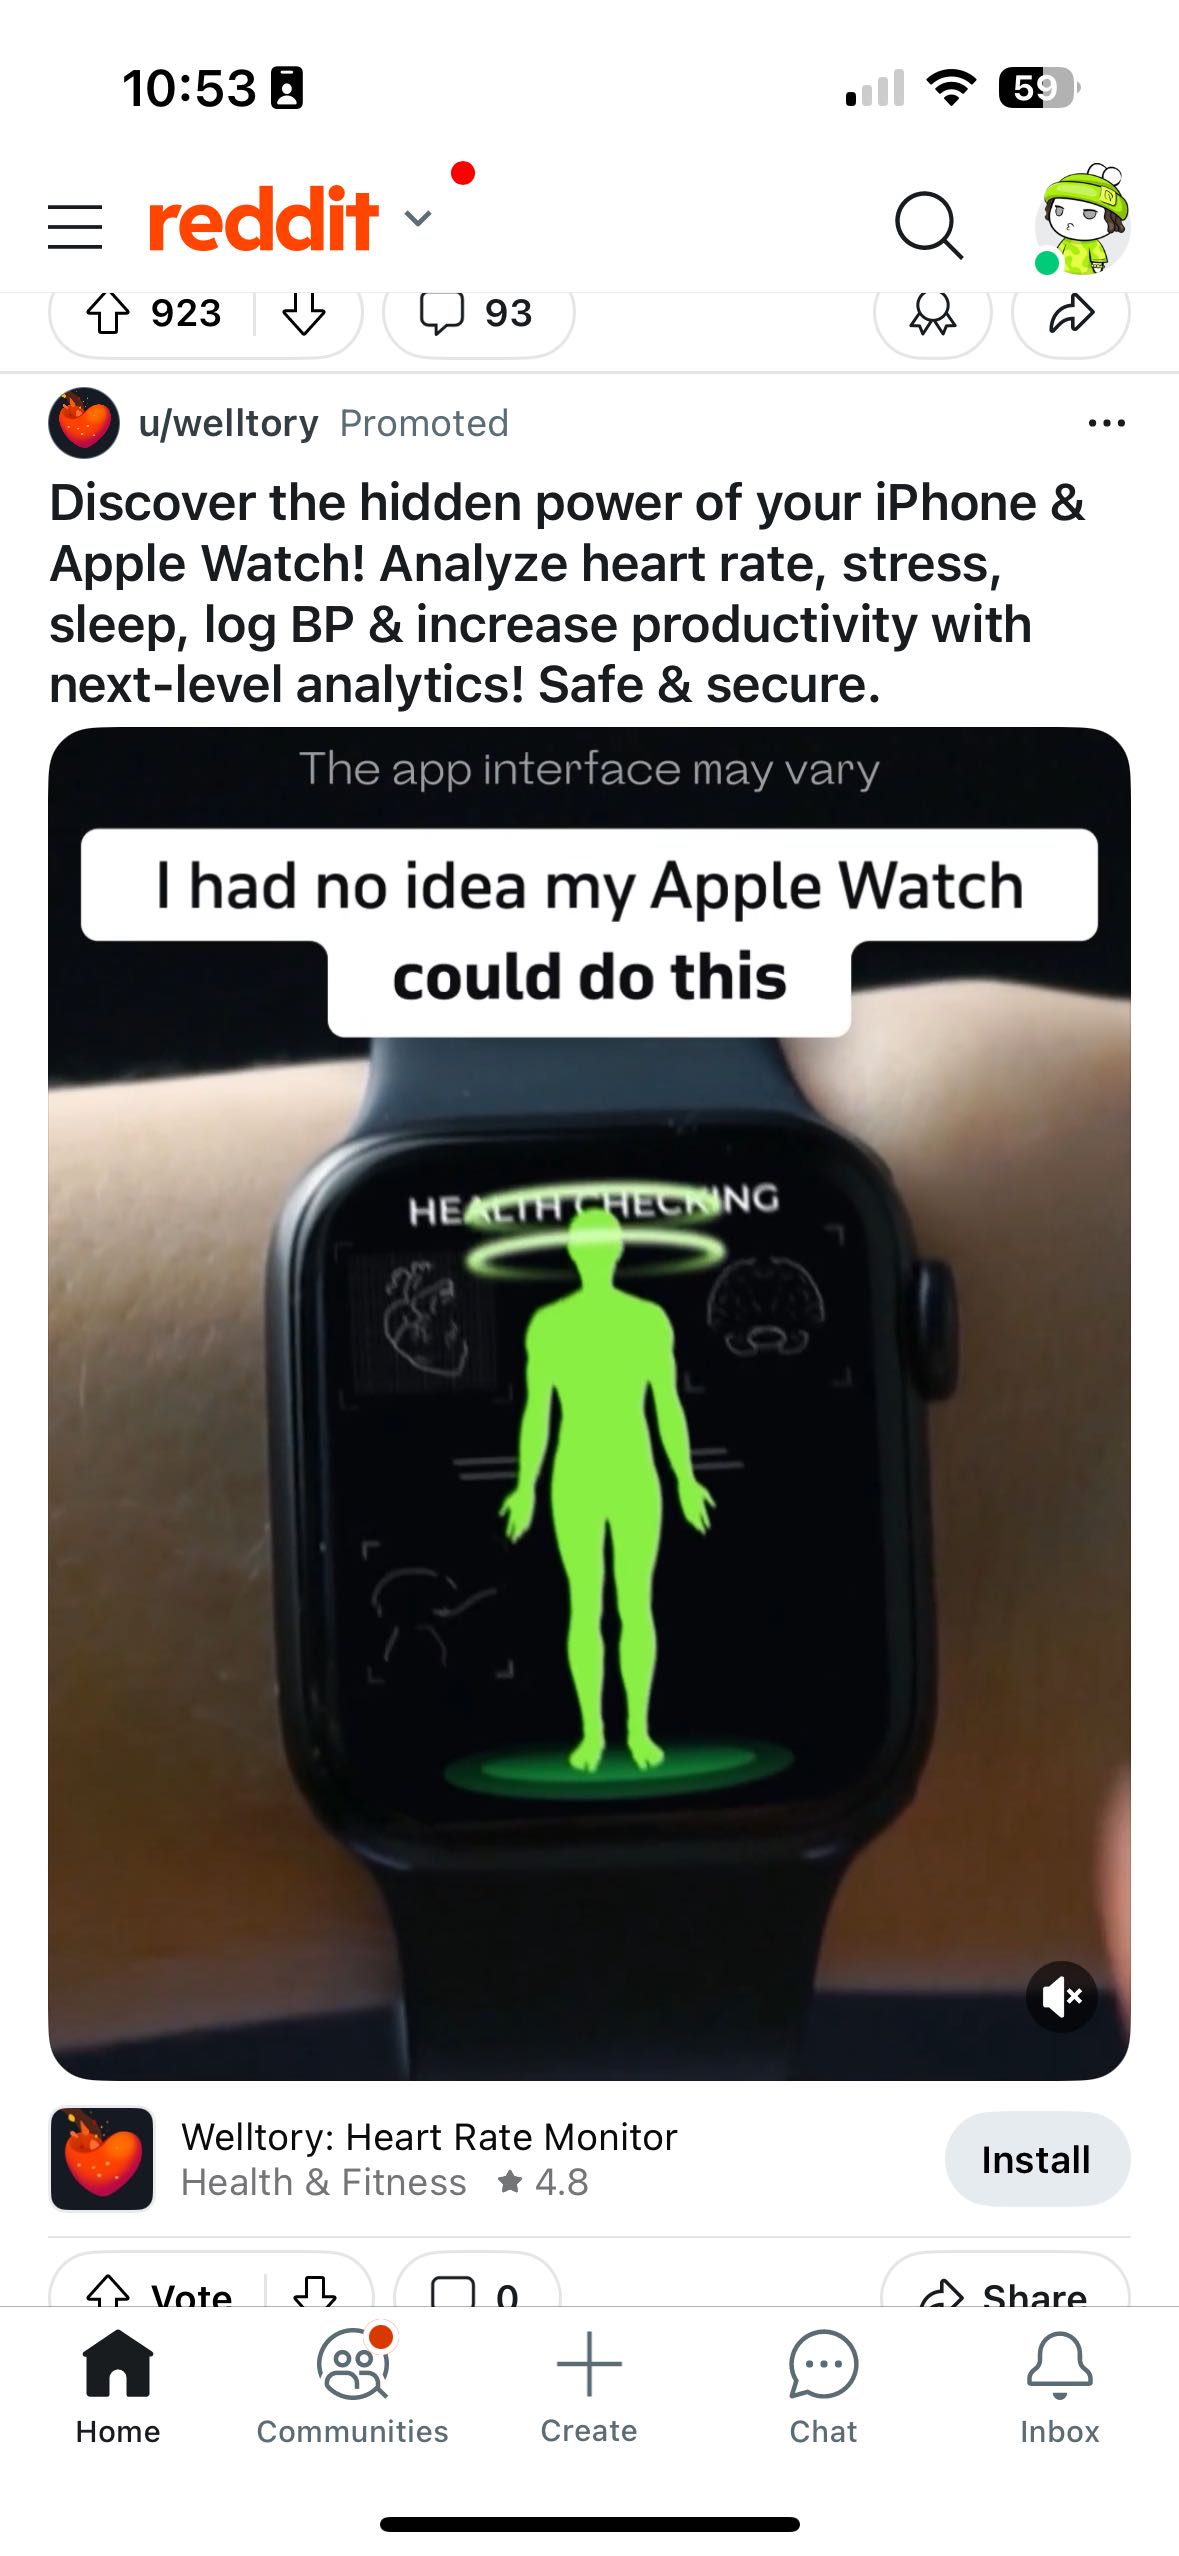 10:53
59
reddit
923
93
u/welltory Promoted
Discover the hidden power of your iPhone &
Apple Watch! Analyze heart rate, stress,
sleep, log BP & increase productivity with
next-level analytics! Safe & secure.
The app interface may vary
I had no idea my Apple Watch
could do this
HEALTH CHECKING
Welltory: Heart Rate Monitor
Health & Fitness ★ 4.8
Install
Vote
0
Share
Home
Communities
Create
Chat
Inbox